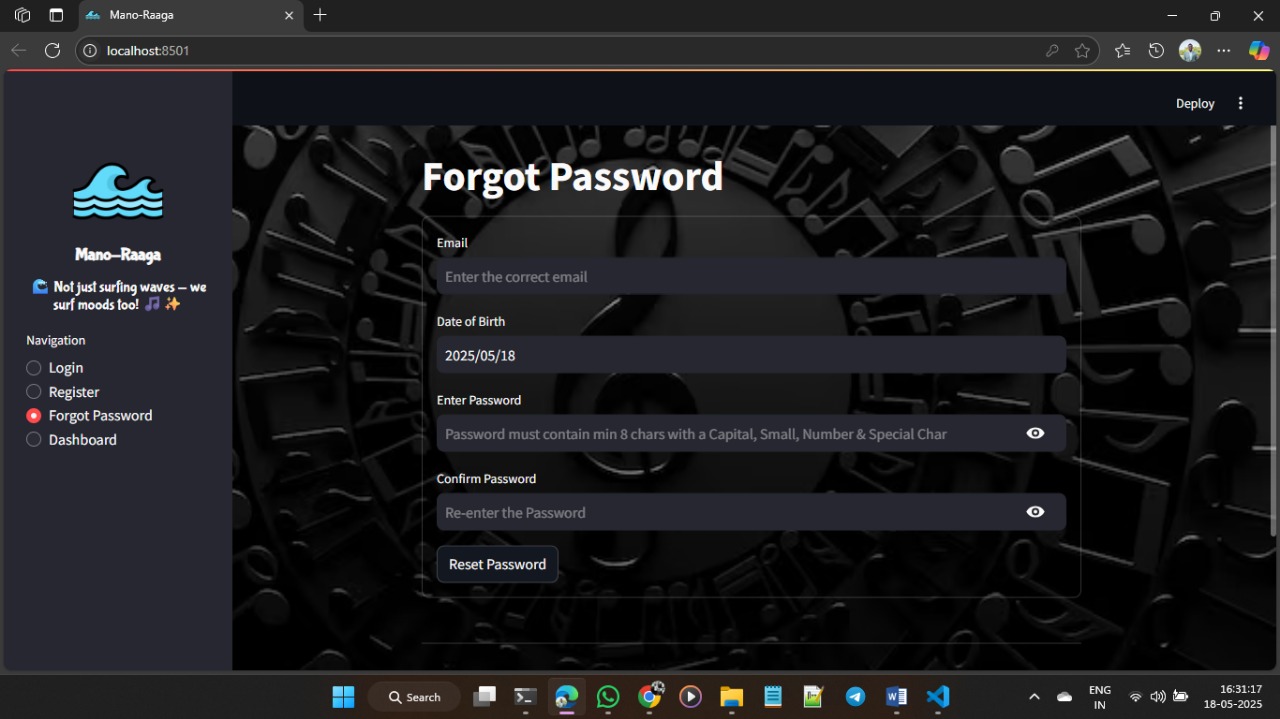 Mano-Raaga
localhost:8501
Deploy
Mano-Raaga
Not just surfing waves – we
surf moods too!
Navigation
Login
Register
Forgot Password
Dashboard
Forgot Password
Email
Enter the correct email
Date of Birth
2025/05/18
Enter Password
Password must contain min 8 chars with a Capital, Small, Number & Special Char
Confirm Password
Re-enter the Password
Reset Password
Search
ENG
IN
16:31:17
18-05-2025